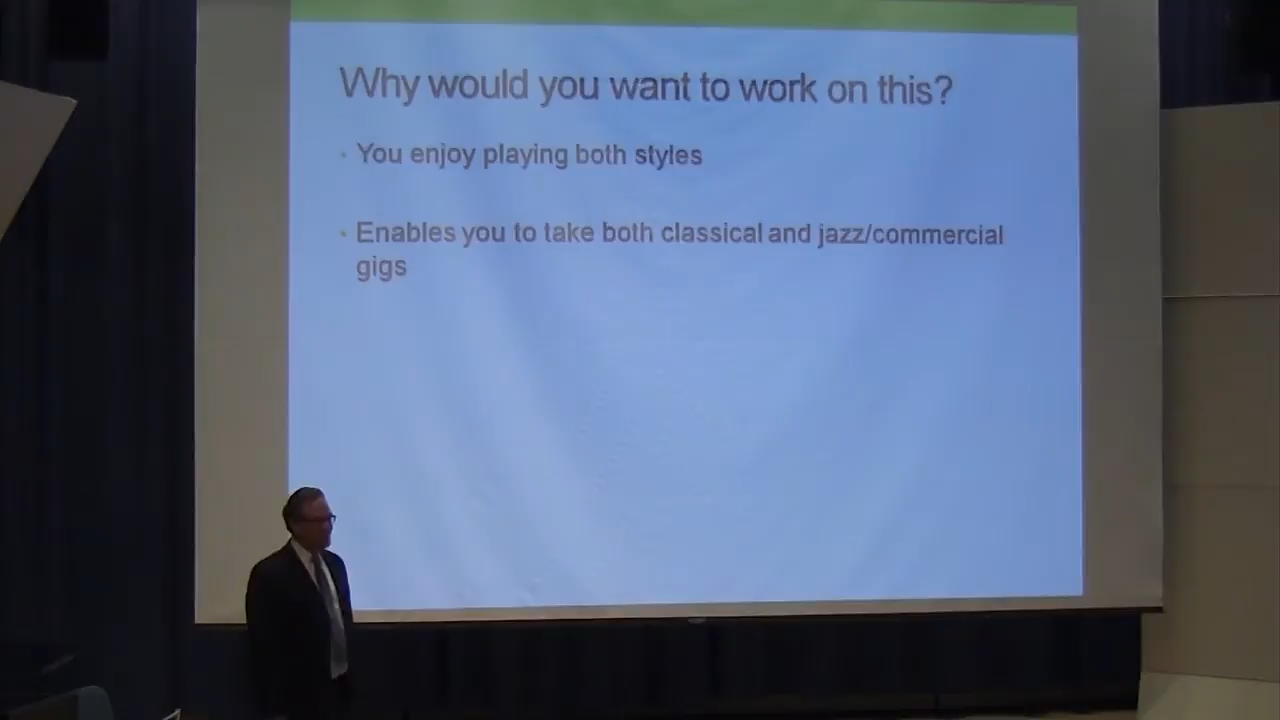 Why would you want to work on this?
· You enjoy playing both styles
· Enables you to take both classical and jazz/commercial
gigs